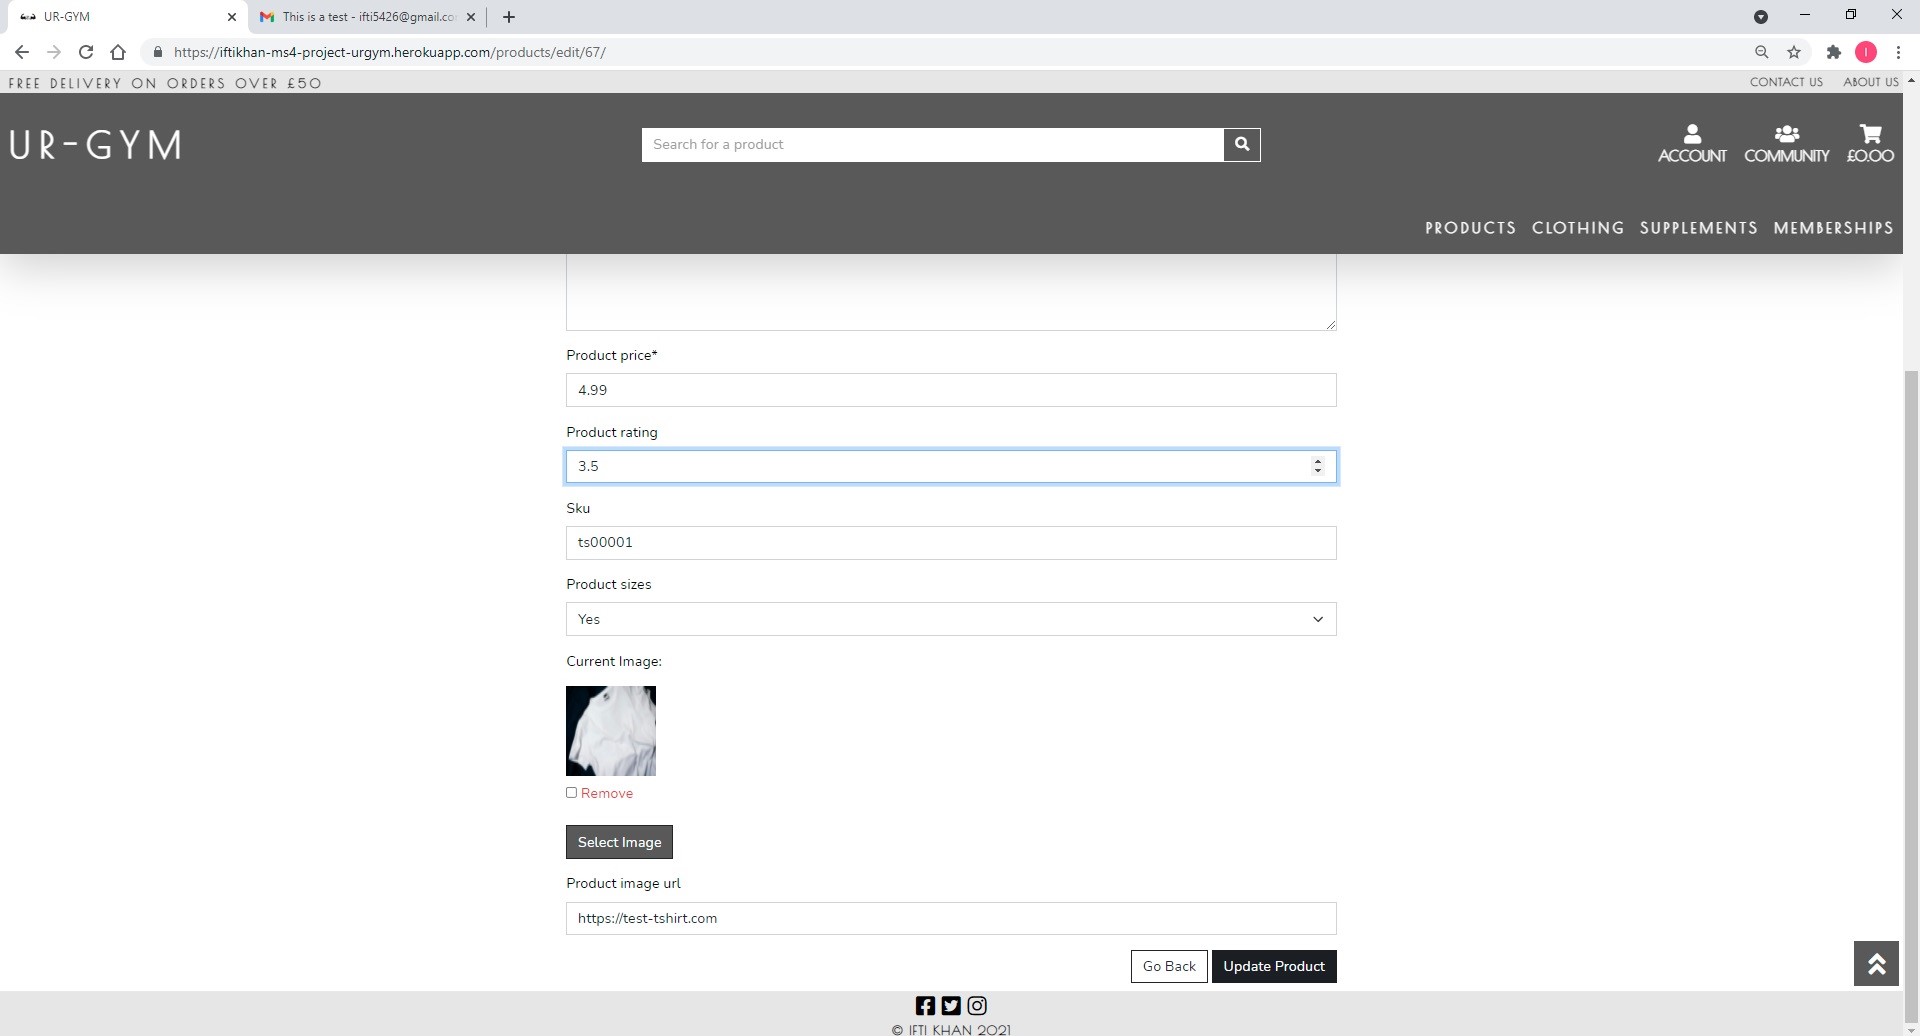 UR-GYM
This is a test - ifti5426@gmail.co
https://iftikhan-ms4-project-urgym.herokuapp.com/products/edit/67/
I
FREE DELIVERY ON ORDERS OVER £50
CONTACT US
ABOUT US
UR-GYM
Search for a product
ACCOUNT
COMMUNITY
£0.00
PRODUCTS
CLOTHING
SUPPLEMENTS
MEMBERSHIPS
Product price*
4.99
Product rating
3.5
Sku
ts00001
Product sizes
Yes
Current Image:
Remove
Select Image
Product image url
https://test-tshirt.com
Go Back
Update Product
© IFTI KHAN 2021